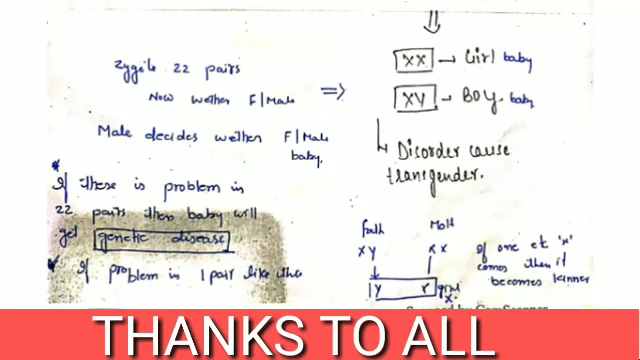 zygote 22 pairs
Now wether F/Male
Male decides wether F/Male
baby.
* If these is problem in
22 pairs then baby will
get genetic disease
* If problem in 1 pair like the
⇓
⇒
XX — Girl baby
XY — BOY. baby
Disorder cause
transgender.
Fath
Moth
XY
XX
Y
X
girl
X.
If one et 'x'
comes then it
becomes
THANKS TO ALL